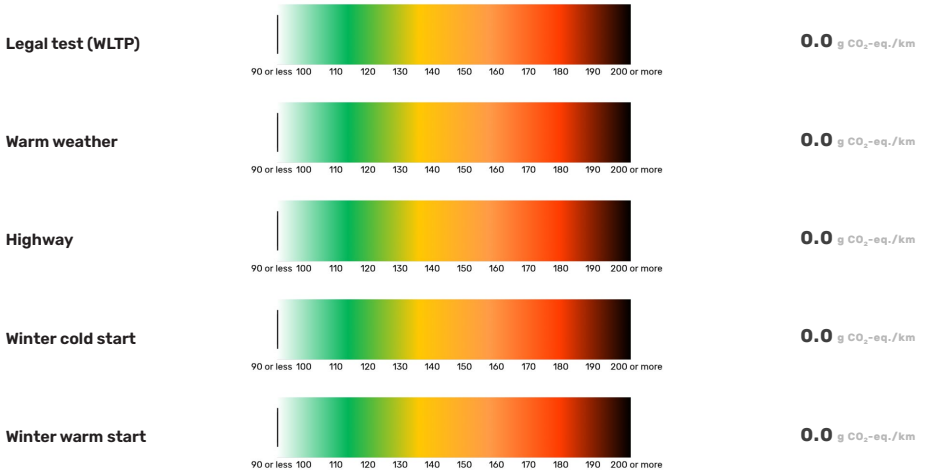 Legal test (WLTP)
0.0 g CO₂-eq./km
90 or less 100 110 120 130 140 150 160 170 180 190 200 or more
Warm weather
0.0 g CO₂-eq./km
90 or less 100 110 120 130 140 150 160 170 180 190 200 or more
Highway
0.0 g CO₂-eq./km
90 or less 100 110 120 130 140 150 160 170 180 190 200 or more
Winter cold start
0.0 g CO₂-eq./km
90 or less 100 110 120 130 140 150 160 170 180 190 200 or more
Winter warm start
0.0 g CO₂-eq./km
90 or less 100 110 120 130 140 150 160 170 180 190 200 or more